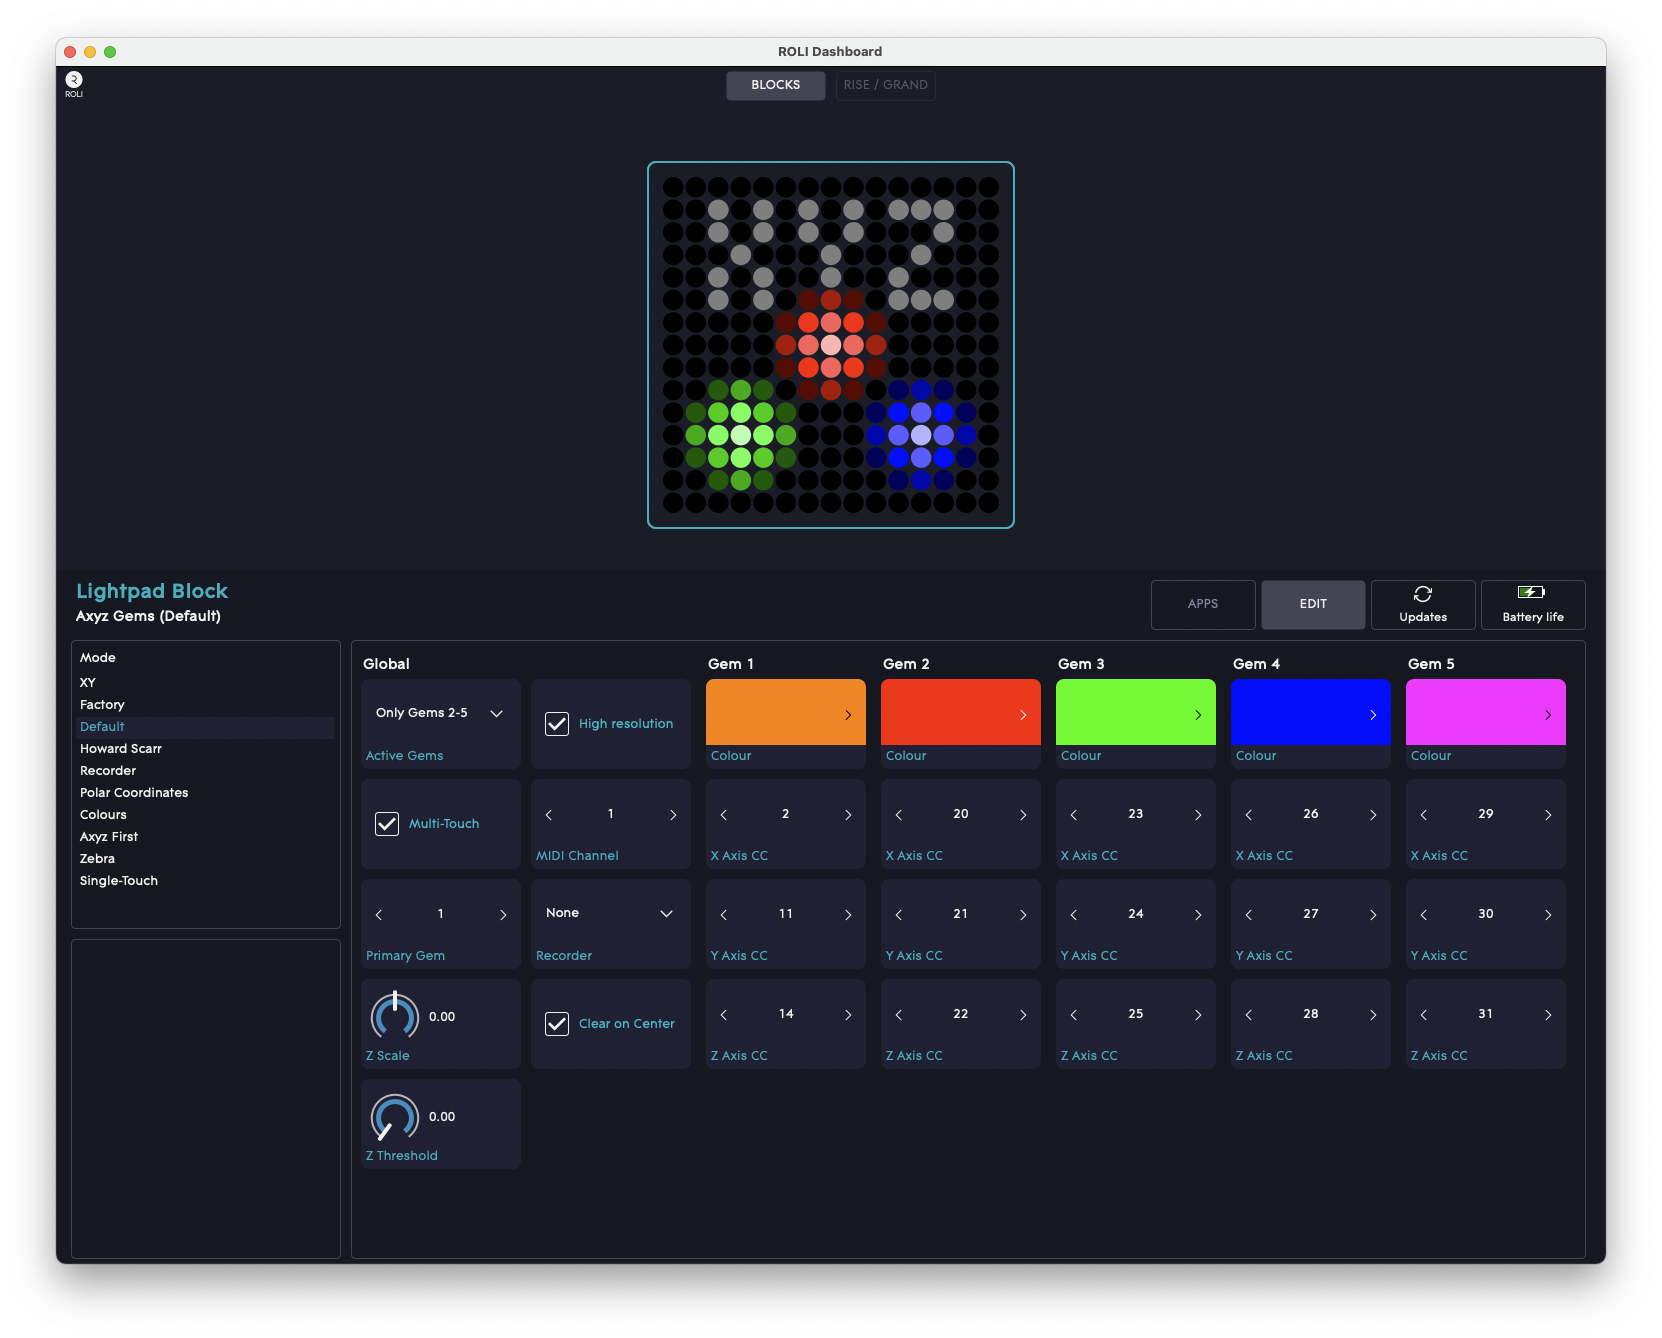 ROLI Dashboard
ROLI
BLOCKS
RISE / GRAND
XYZ
Lightpad Block
Axyz Gems (Default)
APPS
EDIT
Updates
Battery life
Mode
XY
Factory
Default
Howard Scarr
Recorder
Polar Coordinates
Colours
Axyz First
Zebra
Single-Touch
Global
Gem 1
Gem 2
Gem 3
Gem 4
Gem 5
Only Gems 2-5
High resolution
Active Gems
Colour
Colour
Colour
Colour
Colour
Multi-Touch
1
2
20
23
26
29
MIDI Channel
X Axis CC
X Axis CC
X Axis CC
X Axis CC
X Axis CC
1
None
11
21
24
27
30
Primary Gem
Recorder
Y Axis CC
Y Axis CC
Y Axis CC
Y Axis CC
Y Axis CC
0.00
Clear on Center
14
22
25
28
31
Z Scale
Z Axis CC
Z Axis CC
Z Axis CC
Z Axis CC
Z Axis CC
0.00
Z Threshold